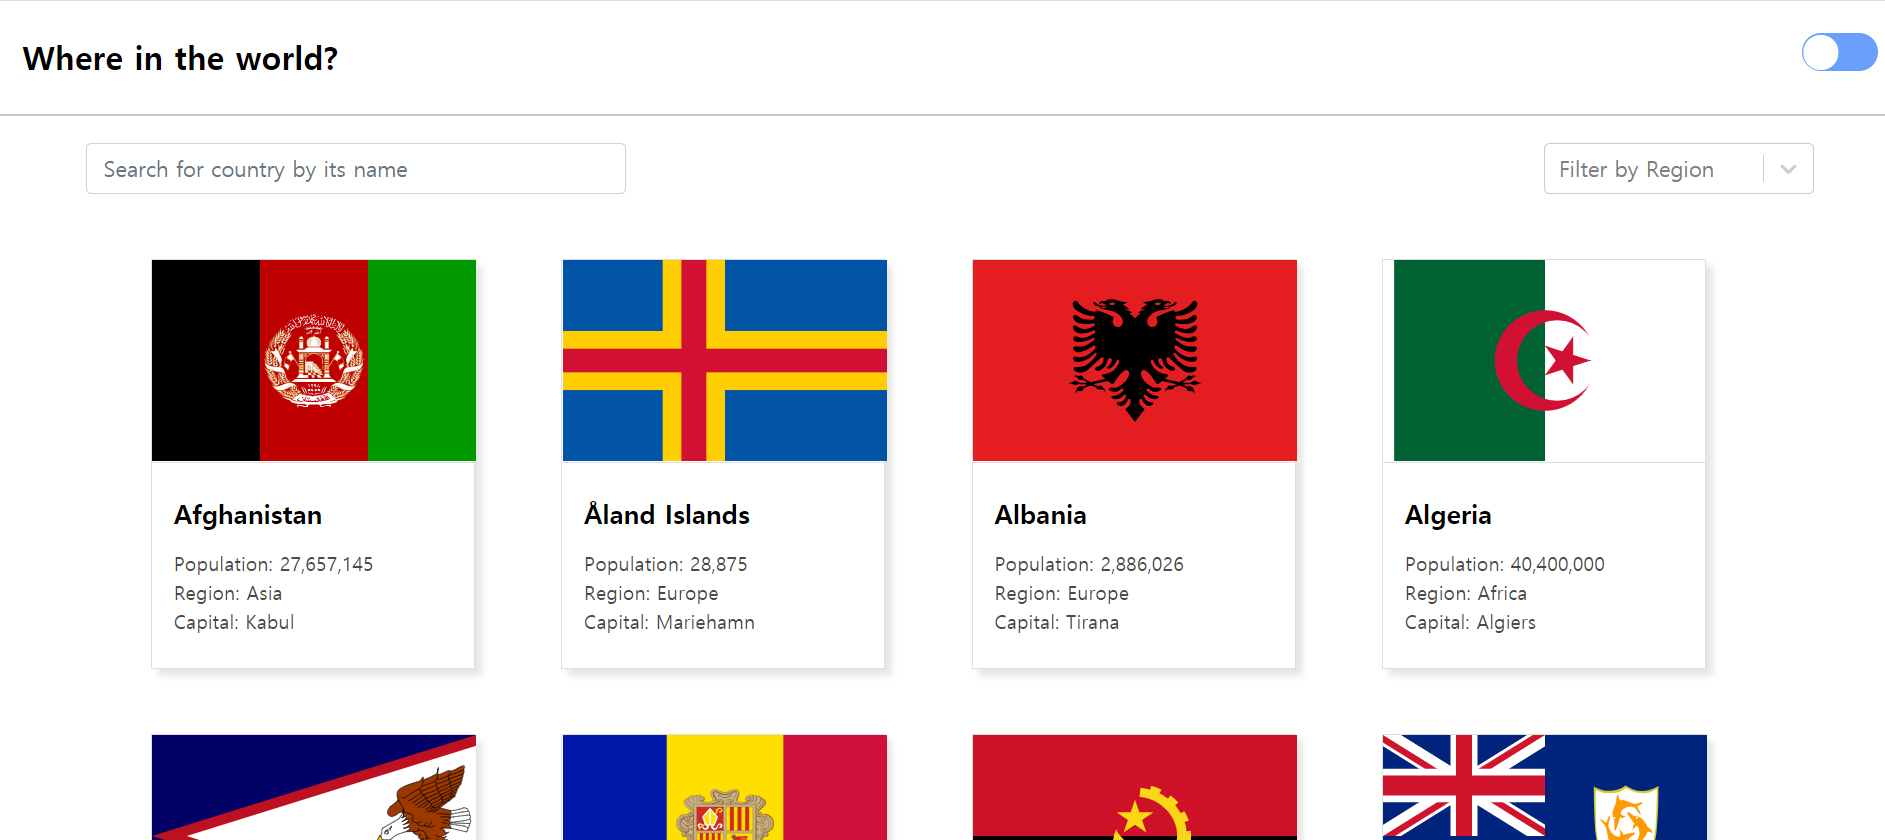 Where in the world?
Search for country by its name
Filter by Region
Afghanistan
Population: 27,657,145
Region: Asia
Capital: Kabul
Åland Islands
Population: 28,875
Region: Europe
Capital: Mariehamn
Albania
Population: 2,886,026
Region: Europe
Capital: Tirana
Algeria
Population: 40,400,000
Region: Africa
Capital: Algiers